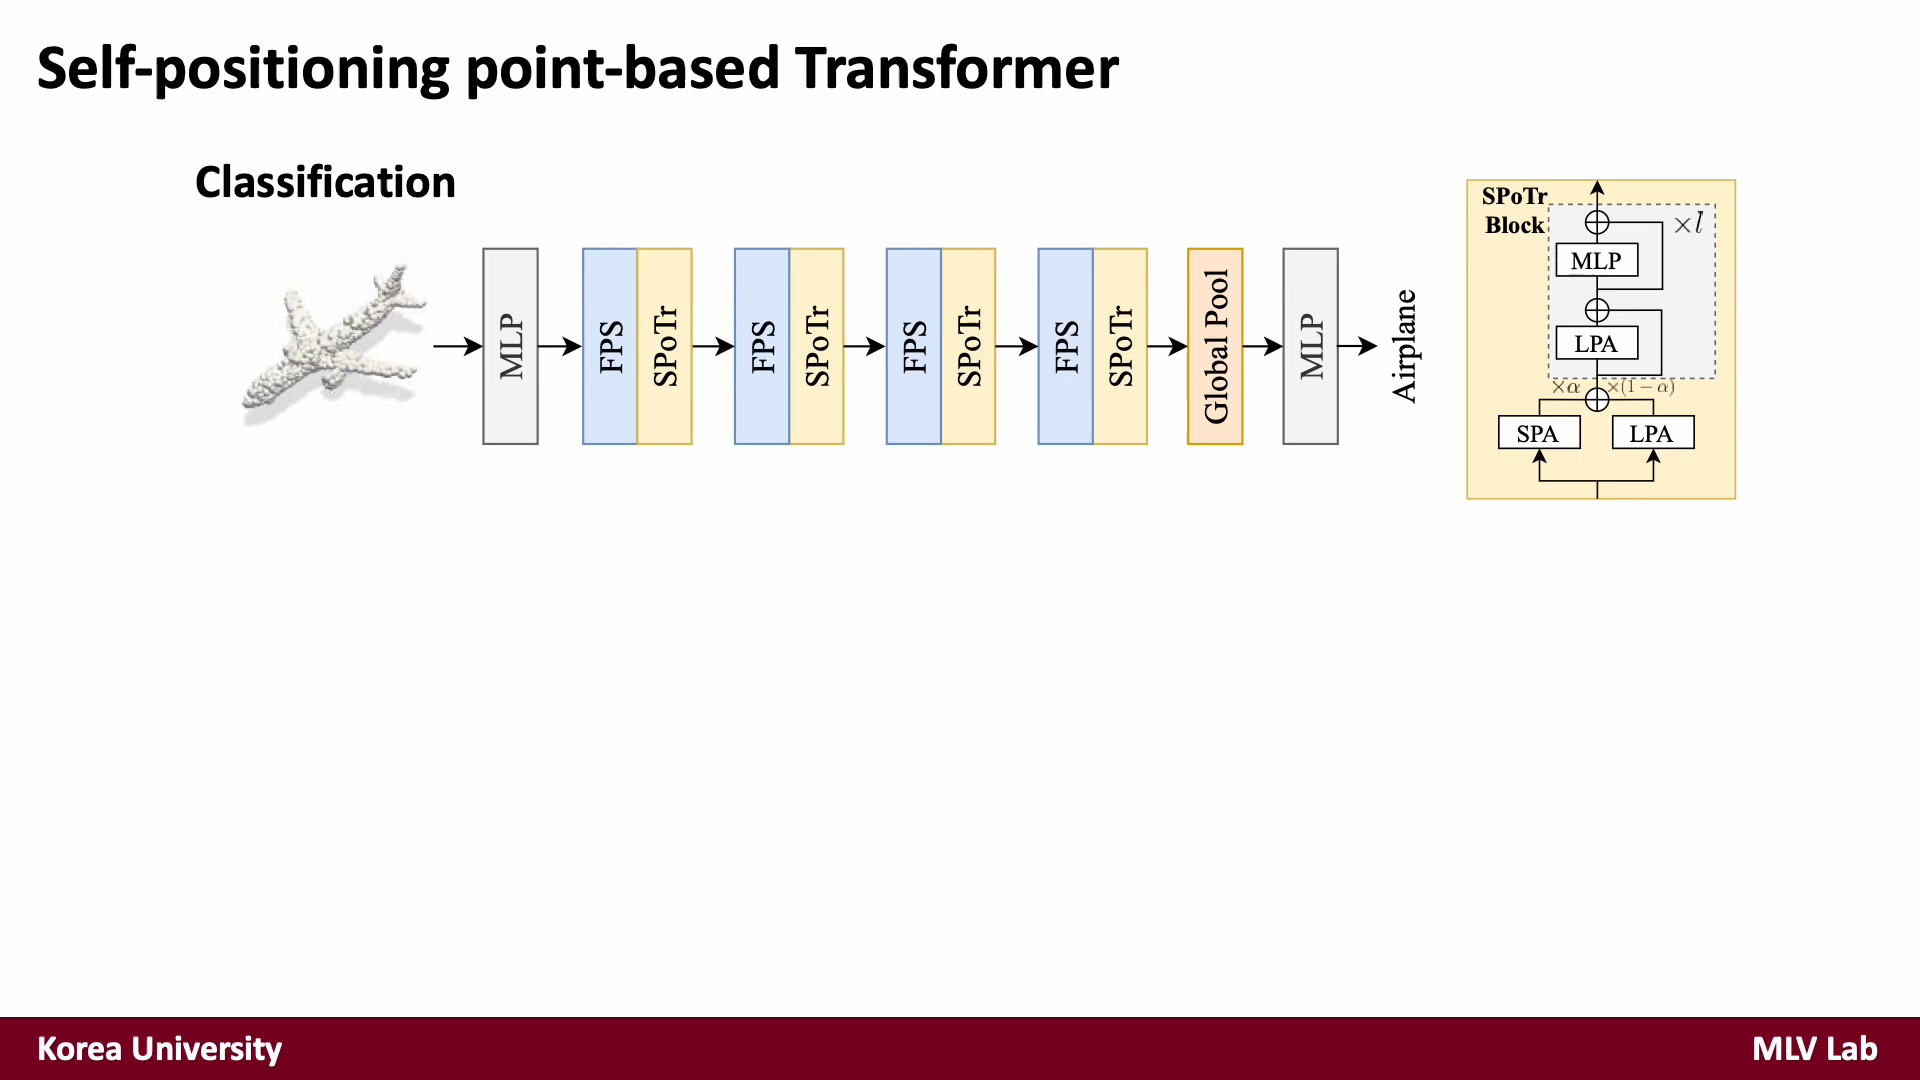 Self-positioning point-based Transformer
Classification
MLP
FPS
SPoTr
FPS
SPoTr
FPS
SPoTr
FPS
SPoTr
Global Pool
MLP
Airplane
SPoTr
Block
×l
MLP
LPA
×α
×(1 − α)
SPA
LPA
Korea University
MLV Lab